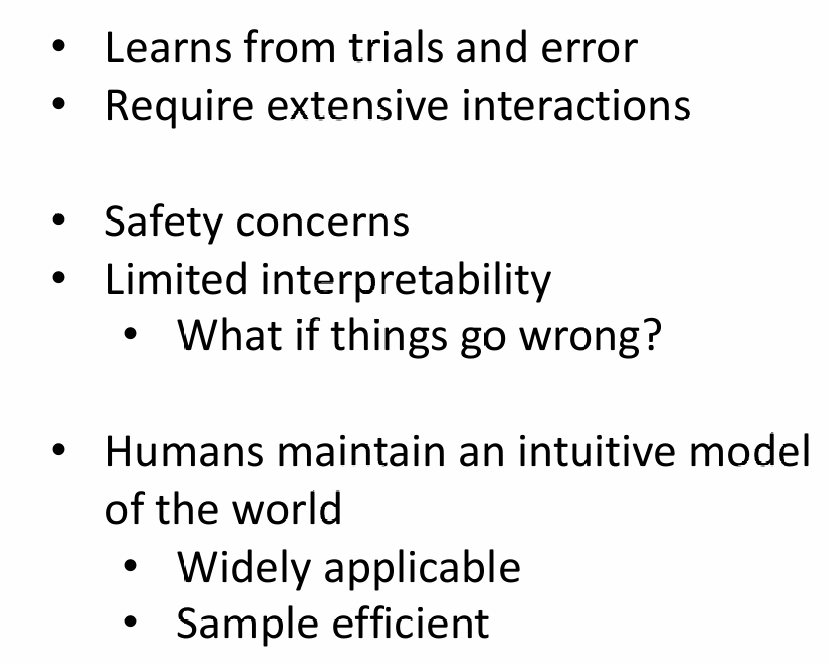 • Learns from trials and error
• Require extensive interactions
• Safety concerns
• Limited interpretability
• What if things go wrong?
• Humans maintain an intuitive model
of the world
• Widely applicable
• Sample efficient